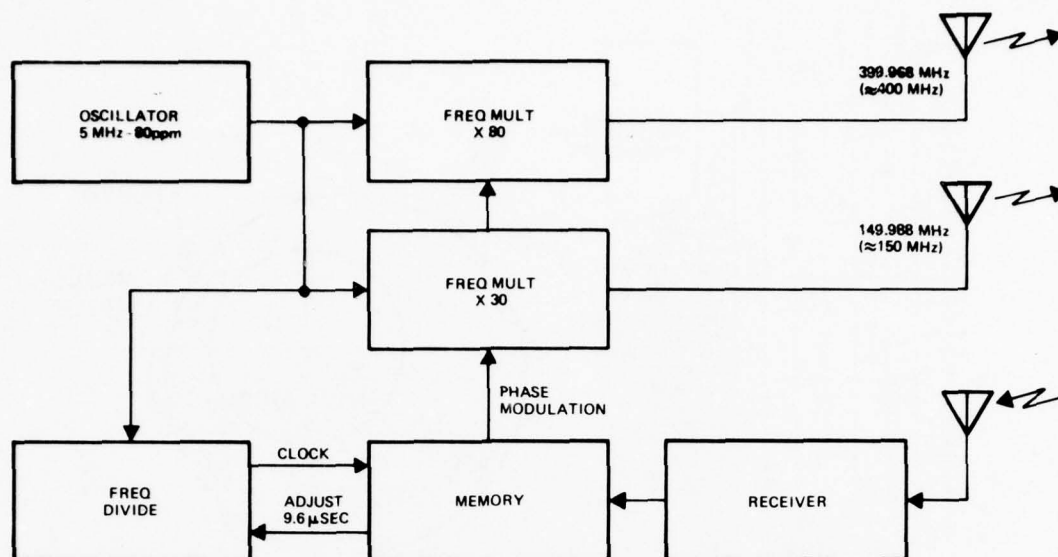 OSCILLATOR
5 MHz - 80ppm
FREQ MULT
X 80
399.968 MHz
(≈400 MHz)
FREQ MULT
X 30
149.988 MHz
(≈150 MHz)
PHASE
MODULATION
FREQ
DIVIDE
CLOCK
ADJUST
9.6 μSEC
MEMORY
RECEIVER